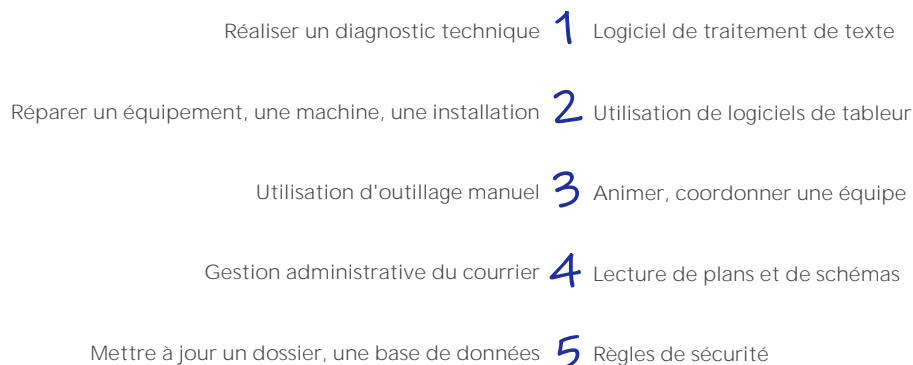 Réaliser un diagnostic technique 1 Logiciel de traitement de texte
Réparer un équipement, une machine, une installation 2 Utilisation de logiciels de tableur
Utilisation d'outillage manuel 3 Animer, coordonner une équipe
Gestion administrative du courrier 4 Lecture de plans et de schémas
Mettre à jour un dossier, une base de données 5 Règles de sécurité